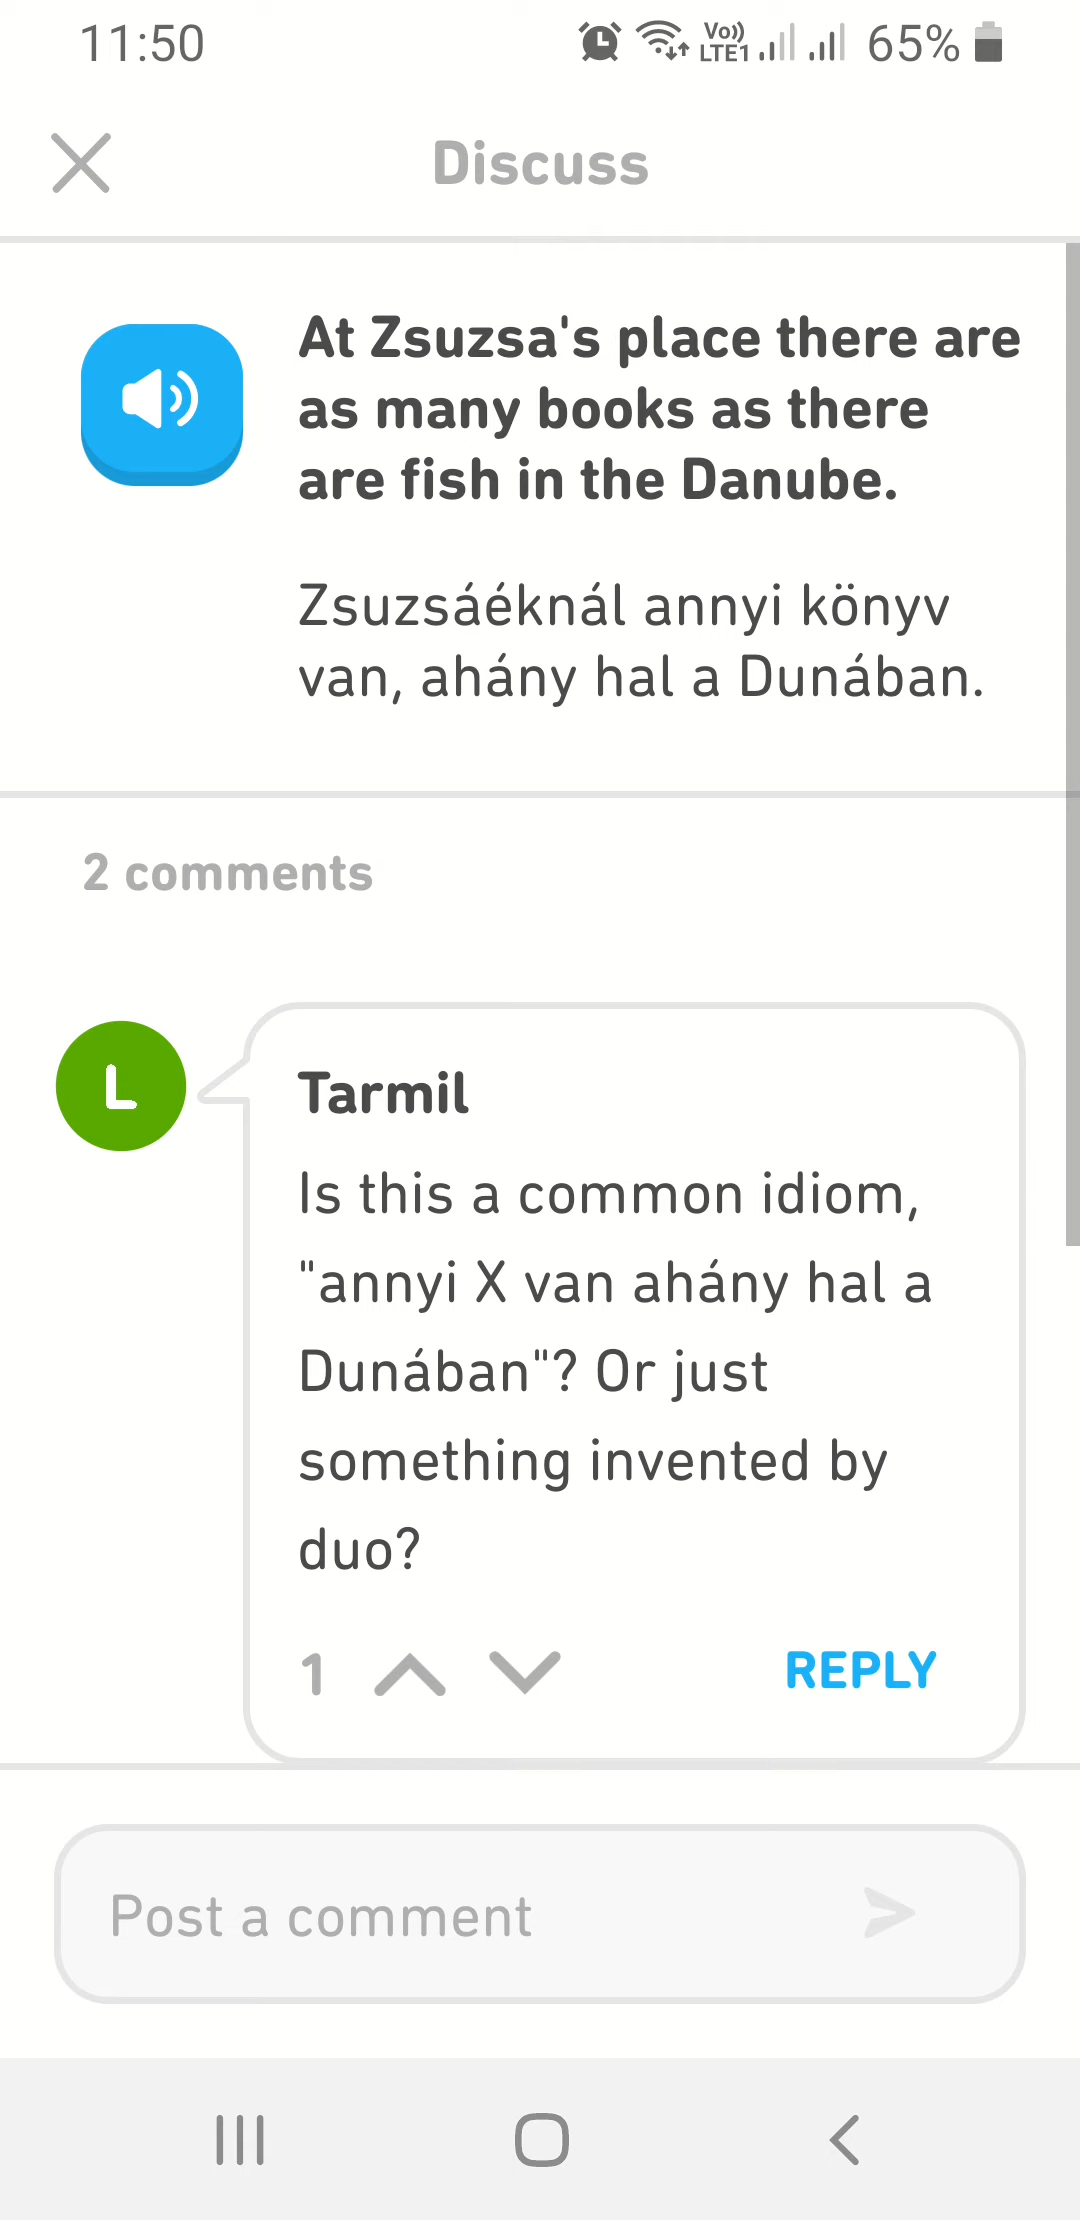 11:50
Vo)) LTE1 65%
Discuss
At Zsuzsa's place there are
as many books as there
are fish in the Danube.
Zsuzsáéknál annyi könyv
van, ahány hal a Dunában.
2 comments
L
Tarmil
Is this a common idiom,
"annyi X van ahány hal a
Dunában"? Or just
something invented by
duo?
1 REPLY
Post a comment